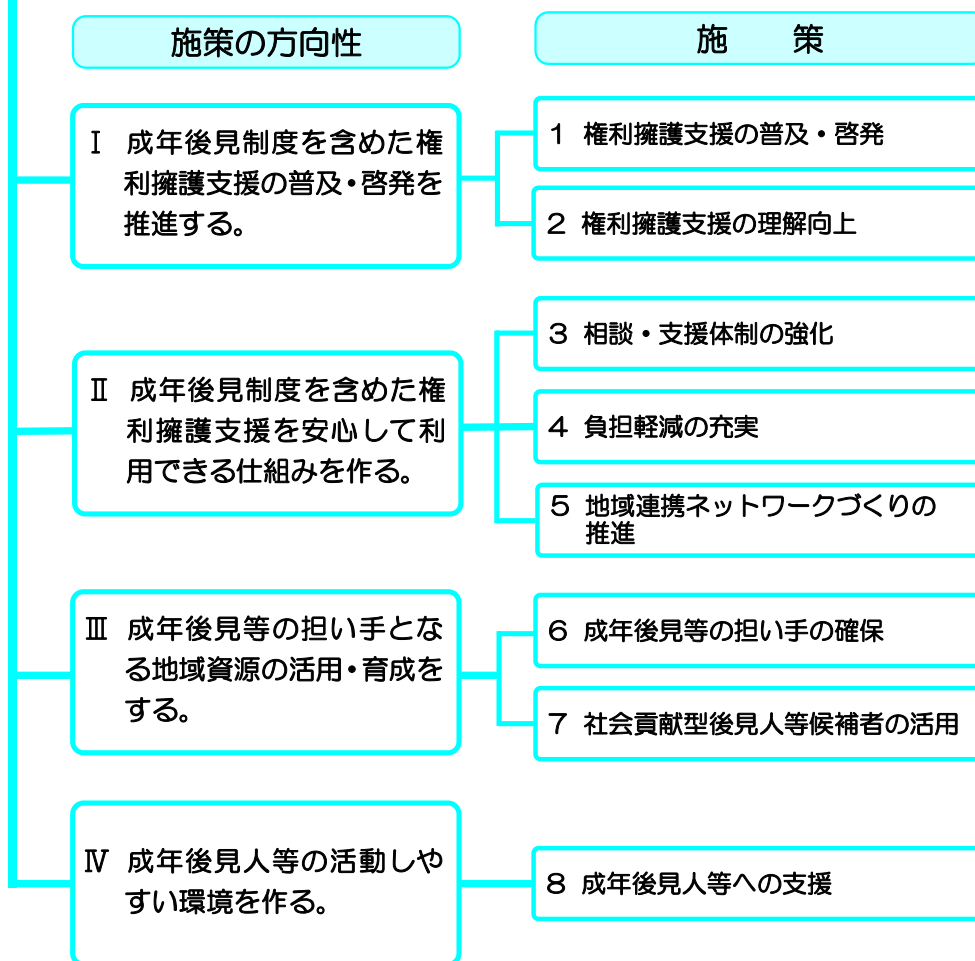 施策の方向性
施　　策
Ⅰ 成年後見制度を含めた権
利擁護支援の普及・啓発を
推進する。
1 権利擁護支援の普及・啓発
2 権利擁護支援の理解向上
Ⅱ 成年後見制度を含めた権
利擁護支援を安心して利
用できる仕組みを作る。
3 相談・支援体制の強化
4 負担軽減の充実
5 地域連携ネットワークづくりの
推進
Ⅲ 成年後見等の担い手とな
る地域資源の活用・育成を
する。
6 成年後見等の担い手の確保
7 社会貢献型後見人等候補者の活用
Ⅳ 成年後見人等の活動しや
すい環境を作る。
8 成年後見人等への支援